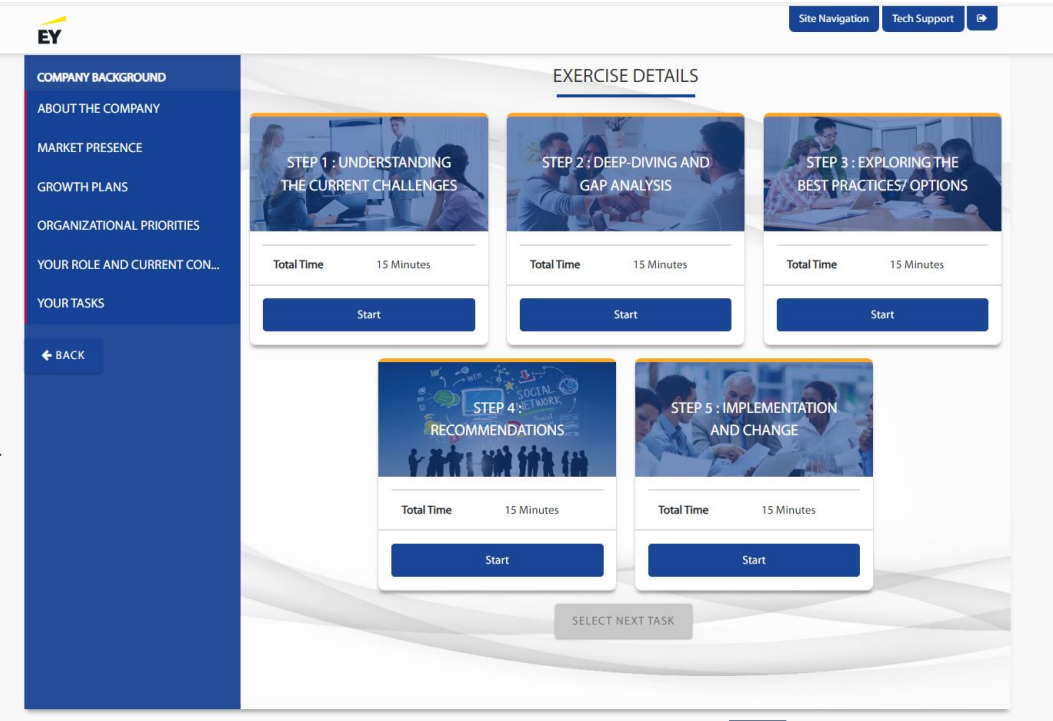 Site Navigation
Tech Support
EY
COMPANY BACKGROUND
ABOUT THE COMPANY
MARKET PRESENCE
GROWTH PLANS
ORGANIZATIONAL PRIORITIES
YOUR ROLE AND CURRENT CON...
YOUR TASKS
BACK
EXERCISE DETAILS
STEP 1 : UNDERSTANDING
THE CURRENT CHALLENGES
Total Time 15 Minutes
Start
STEP 2 : DEEP-DIVING AND
GAP ANALYSIS
Total Time 15 Minutes
Start
STEP 3 : EXPLORING THE
BEST PRACTICES/ OPTIONS
Total Time 15 Minutes
Start
WEB
SOCIAL
NETWORK
STEP 4 :
RECOMMENDATIONS
Total Time 15 Minutes
Start
STEP 5 : IMPLEMENTATION
AND CHANGE
Total Time 15 Minutes
Start
SELECT NEXT TASK